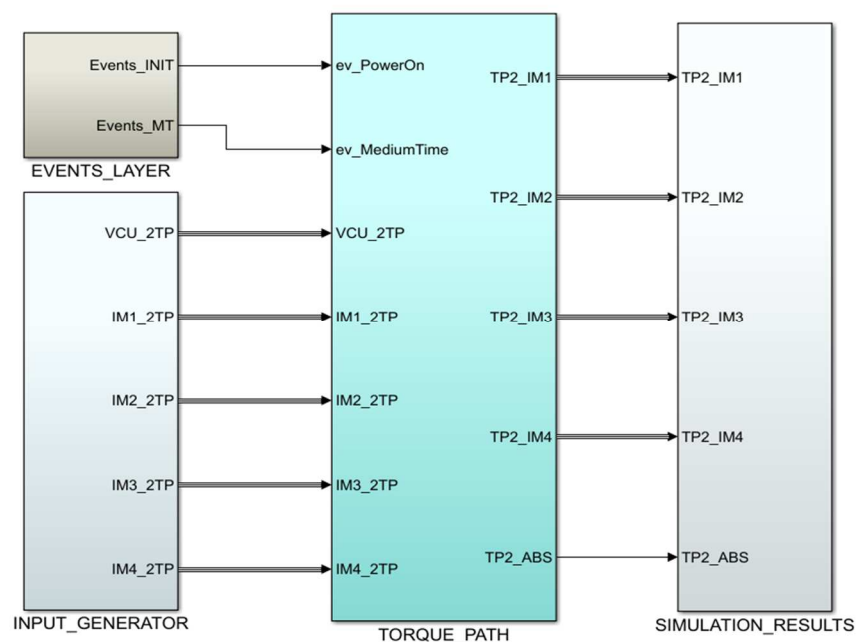 Events_INIT
Events_MT
EVENTS_LAYER
VCU_2TP
IM1_2TP
IM2_2TP
IM3_2TP
IM4_2TP
INPUT_GENERATOR
ev_PowerOn
ev_MediumTime
VCU_2TP
IM1_2TP
IM2_2TP
IM3_2TP
IM4_2TP
TP2_IM1
TP2_IM2
TP2_IM3
TP2_IM4
TP2_ABS
TORQUE_PATH
TP2_IM1
TP2_IM2
TP2_IM3
TP2_IM4
TP2_ABS
SIMULATION_RESULTS